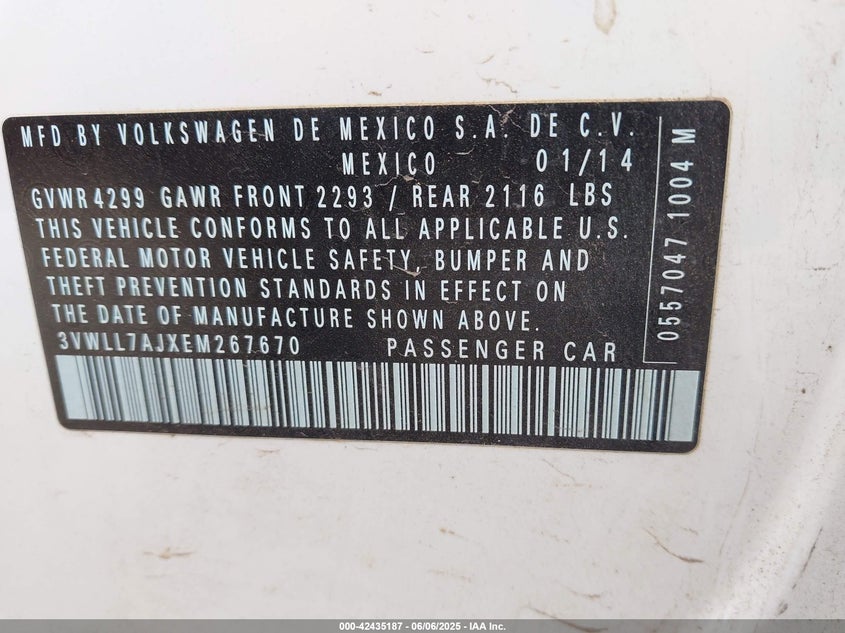 MFD BY VOLKSWAGEN DE MEXICO S.A. DE C.V.
MEXICO 01/14
GVWR 4299 GAWR FRONT 2293 / REAR 2116 LBS
THIS VEHICLE CONFORMS TO ALL APPLICABLE U.S.
FEDERAL MOTOR VEHICLE SAFETY, BUMPER AND
THEFT PREVENTION STANDARDS IN EFFECT ON
THE DATE OF MANUFACTURE SHOWN ABOVE.
3VWLL7AJXEM267670 PASSENGER CAR
0557047 1004 M
000-42435187 - 06/06/2025 - IAA Inc.